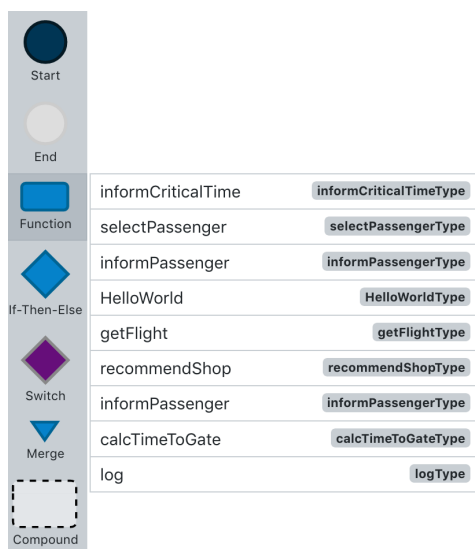 Start
End
Function
informCriticalTime informCriticalTimeType
selectPassenger selectPassengerType
informPassenger informPassengerType
HelloWorld HelloWorldType
getFlight getFlightType
recommendShop recommendShopType
informPassenger informPassengerType
calcTimeToGate calcTimeToGateType
log logType
If-Then-Else
Switch
Merge
Compound